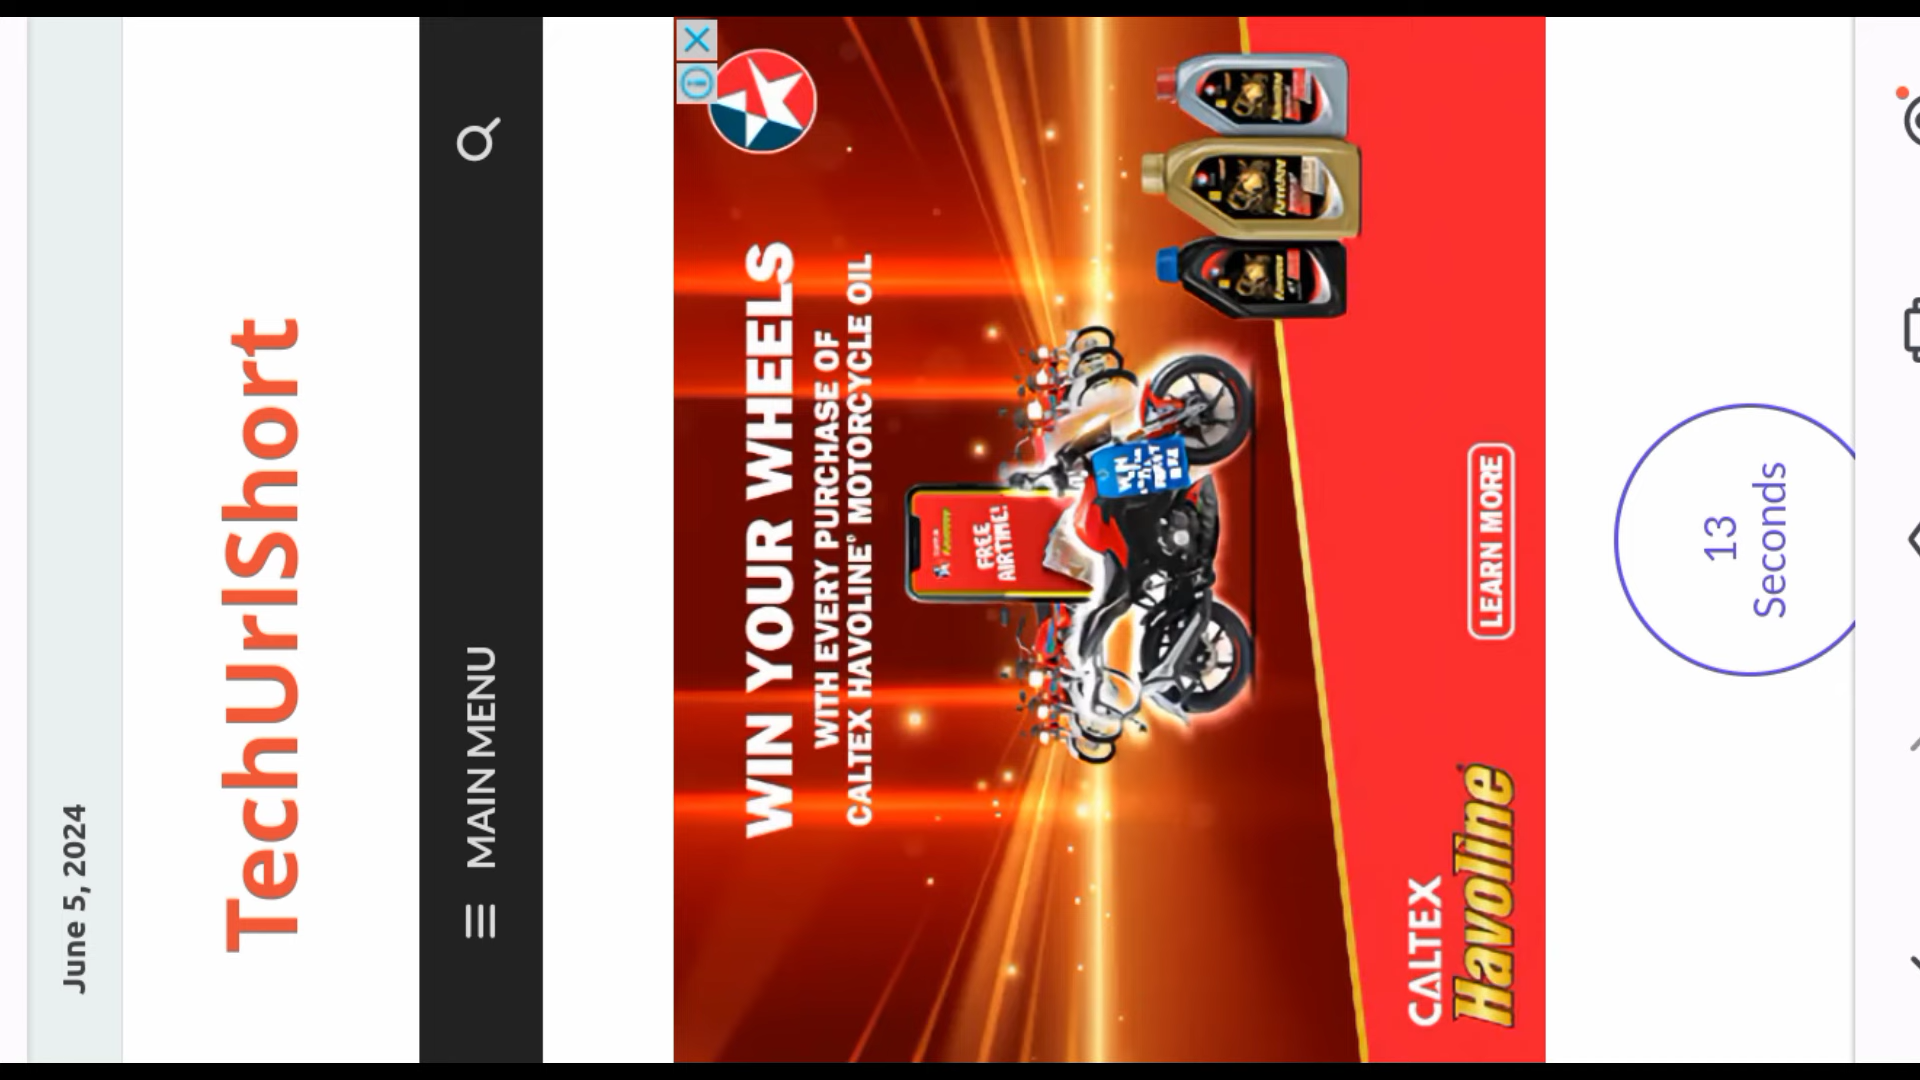 June 5, 2024
TechUrlShort
MAIN MENU
WIN YOUR WHEELS
WITH EVERY PURCHASE OF
CALTEX HAVOLINE® MOTORCYCLE OIL
FREE
AIRTIME!
WIN
LEARN MORE
CALTEX
Havoline
13
Seconds